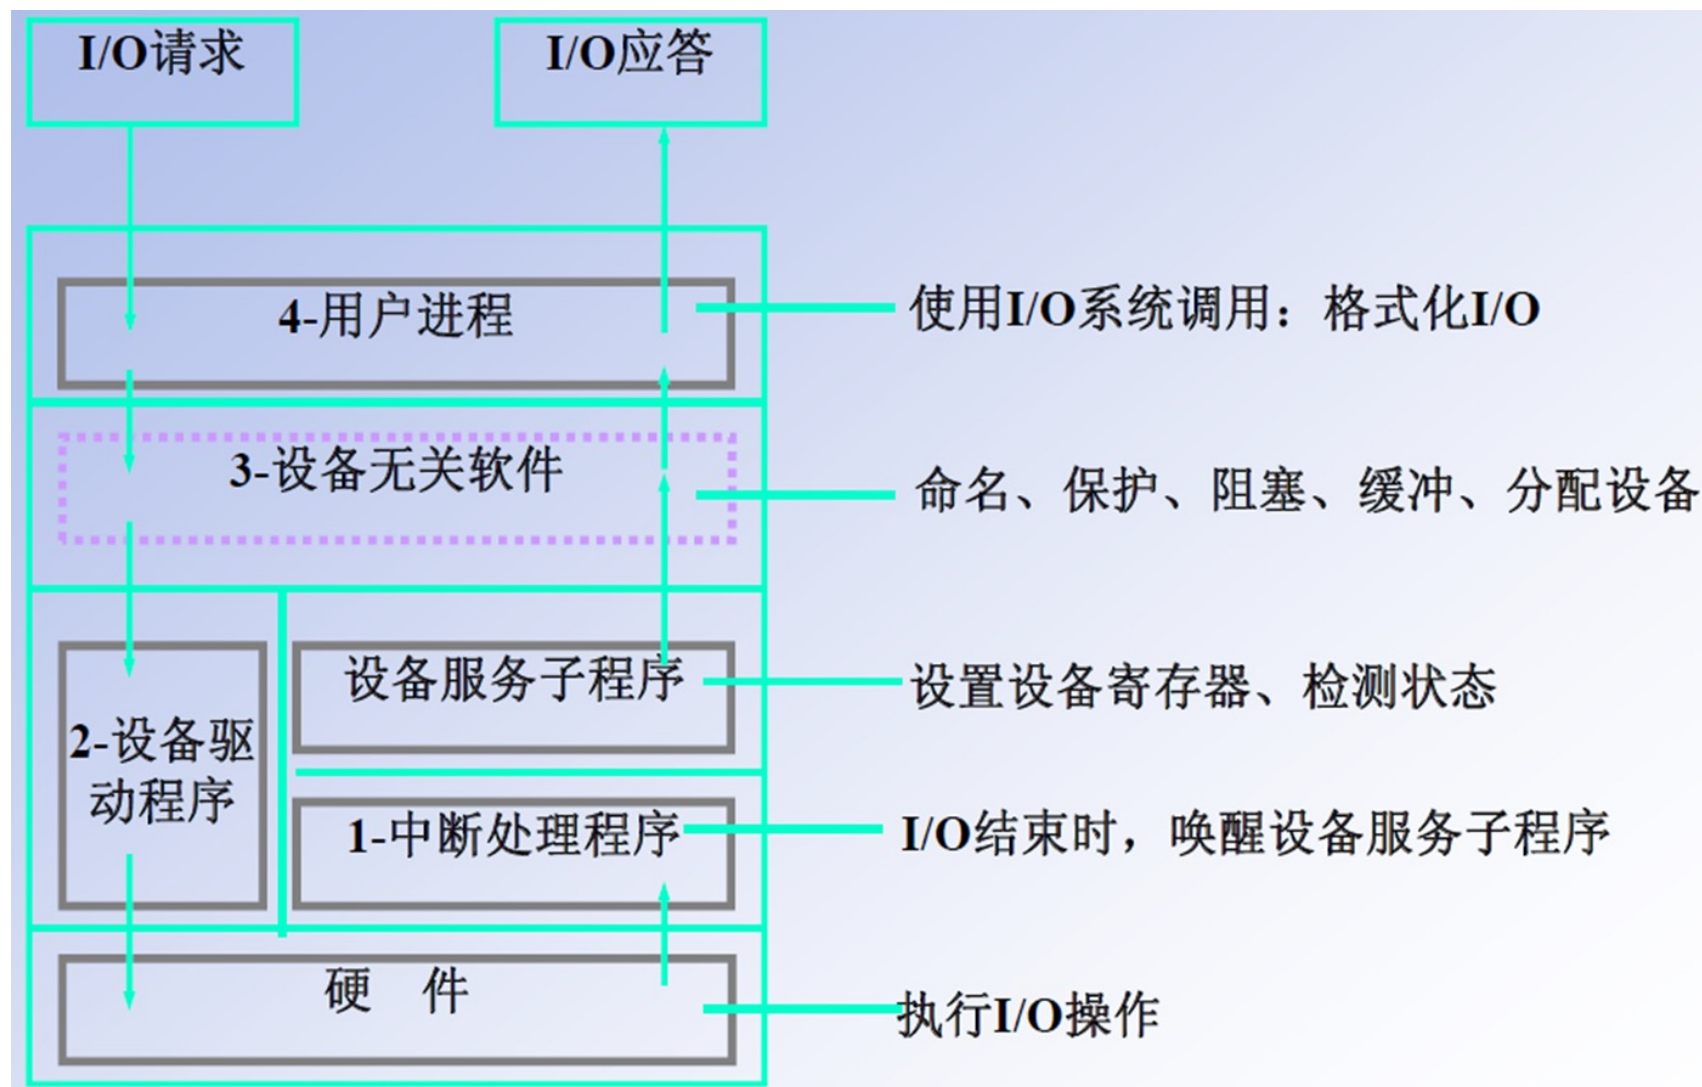 I/O请求
I/O应答
4-用户进程
使用I/O系统调用：格式化I/O
3-设备无关软件
命名、保护、阻塞、缓冲、分配设备
2-设备驱
动程序
设备服务子程序
设置设备寄存器、检测状态
1-中断处理程序
I/O结束时，唤醒设备服务子程序
硬 件
执行I/O操作